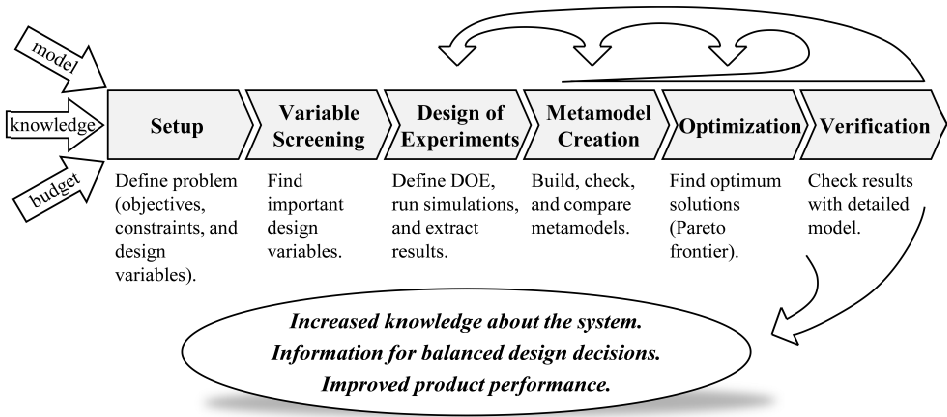 model
knowledge
budget
Setup
Variable
Screening
Design of
Experiments
Metamodel
Creation
Optimization
Verification
Define problem
(objectives,
constraints, and
design
variables).
Find
important
design
variables.
Define DOE,
run simulations,
and extract
results.
Build, check,
and compare
metamodels.
Find optimum
solutions
(Pareto
frontier).
Check results
with detailed
model.
Increased knowledge about the system.
Information for balanced design decisions.
Improved product performance.